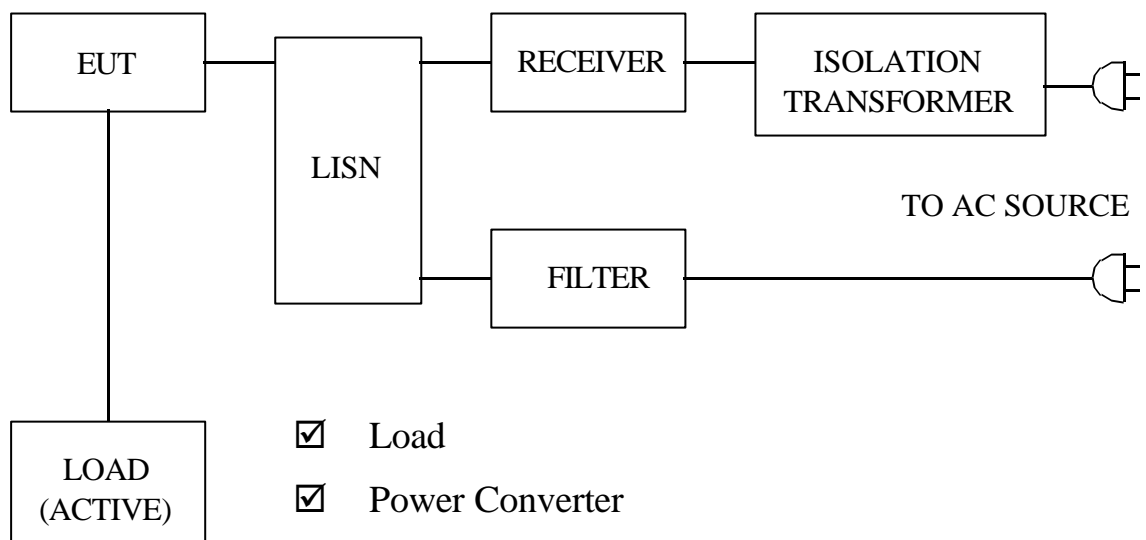 EUT
LISN
RECEIVER
ISOLATION
TRANSFORMER
TO AC SOURCE
FILTER
LOAD
(ACTIVE)
☑ Load
☑ Power Converter